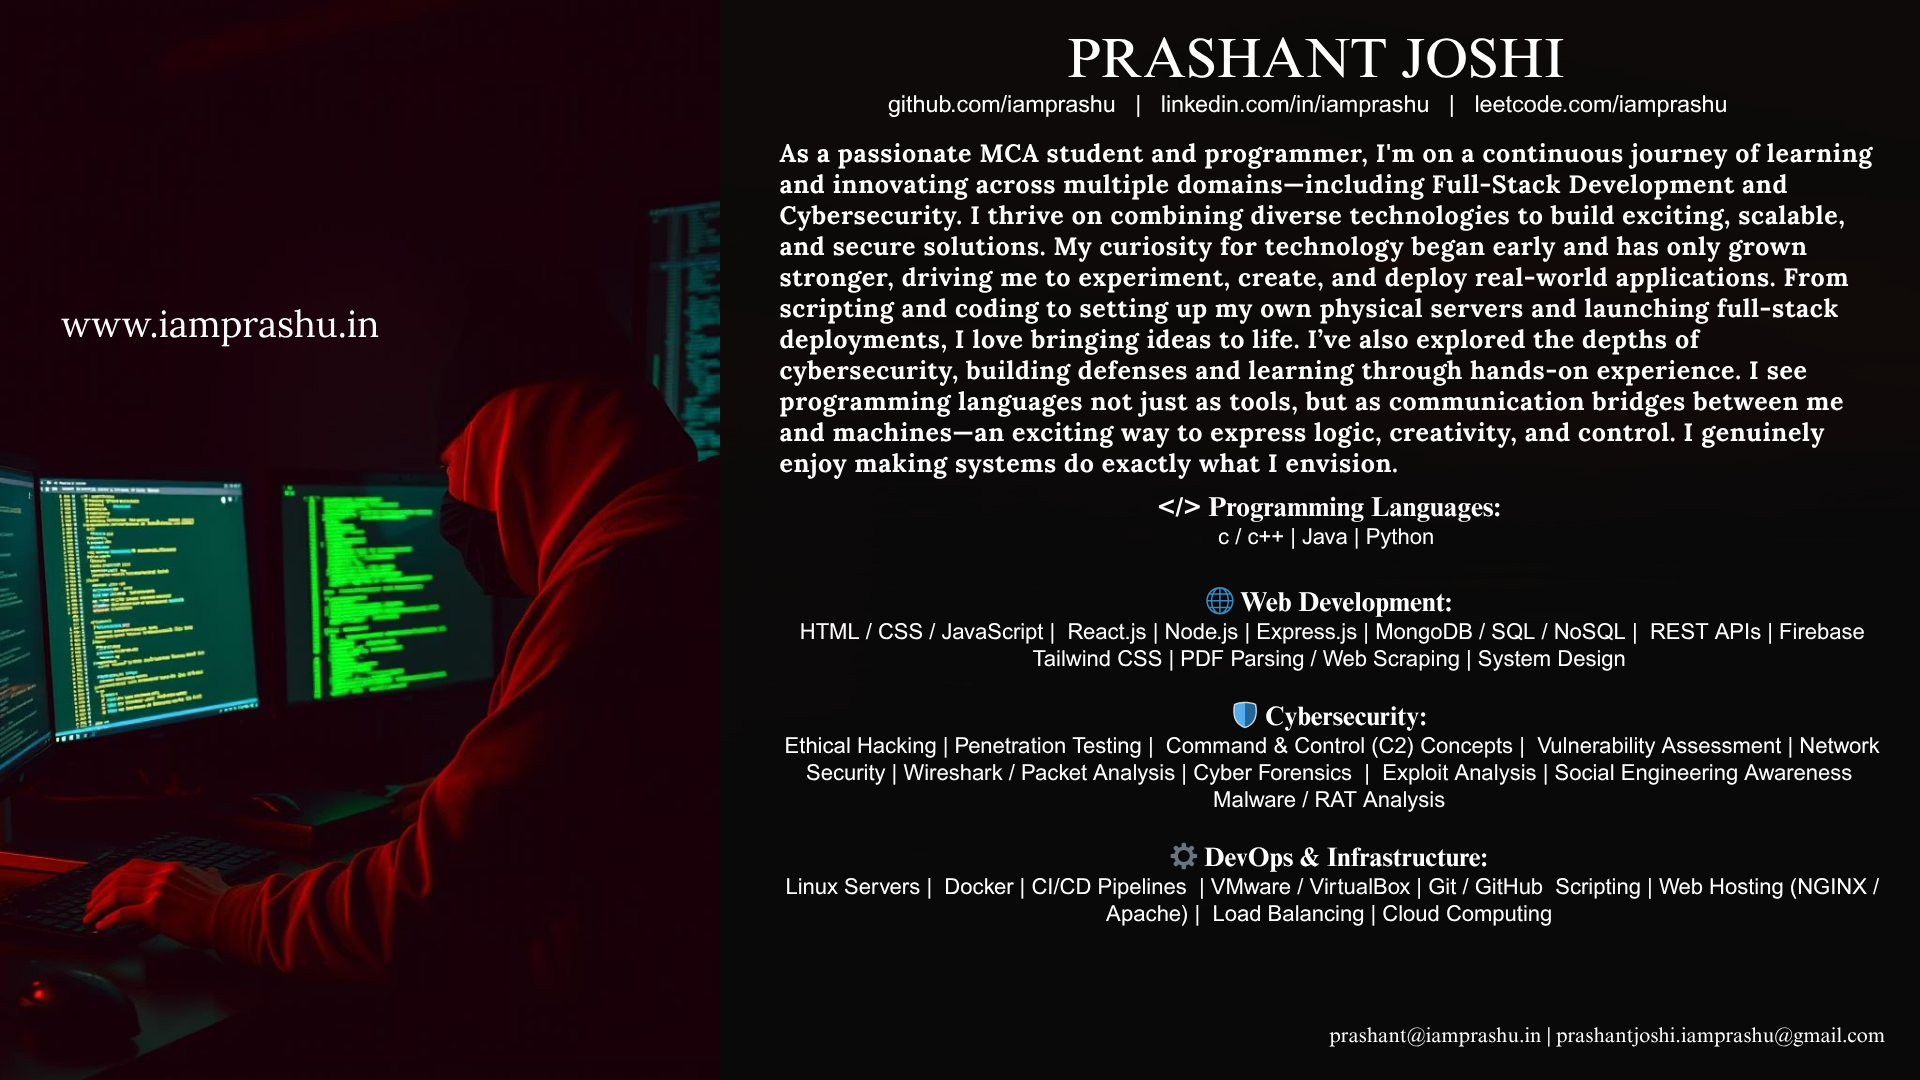 www.iamprashu.in
PRASHANT JOSHI
github.com/iamprashu | linkedin.com/in/iamprashu | leetcode.com/iamprashu
As a passionate MCA student and programmer, I'm on a continuous journey of learning
and innovating across multiple domains—including Full-Stack Development and
Cybersecurity. I thrive on combining diverse technologies to build exciting, scalable,
and secure solutions. My curiosity for technology began early and has only grown
stronger, driving me to experiment, create, and deploy real-world applications. From
scripting and coding to setting up my own physical servers and launching full-stack
deployments, I love bringing ideas to life. I’ve also explored the depths of
cybersecurity, building defenses and learning through hands-on experience. I see
programming languages not just as tools, but as communication bridges between me
and machines—an exciting way to express logic, creativity, and control. I genuinely
enjoy making systems do exactly what I envision.
</> Programming Languages:
c / c++ | Java | Python
Web Development:
HTML / CSS / JavaScript | React.js | Node.js | Express.js | MongoDB / SQL / NoSQL | REST APIs | Firebase
Tailwind CSS | PDF Parsing / Web Scraping | System Design
Cybersecurity:
Ethical Hacking | Penetration Testing | Command & Control (C2) Concepts | Vulnerability Assessment | Network
Security | Wireshark / Packet Analysis | Cyber Forensics | Exploit Analysis | Social Engineering Awareness
Malware / RAT Analysis
DevOps & Infrastructure:
Linux Servers | Docker | CI/CD Pipelines | VMware / VirtualBox | Git / GitHub Scripting | Web Hosting (NGINX /
Apache) | Load Balancing | Cloud Computing
prashant@iamprashu.in | prashantjoshi.iamprashu@gmail.com